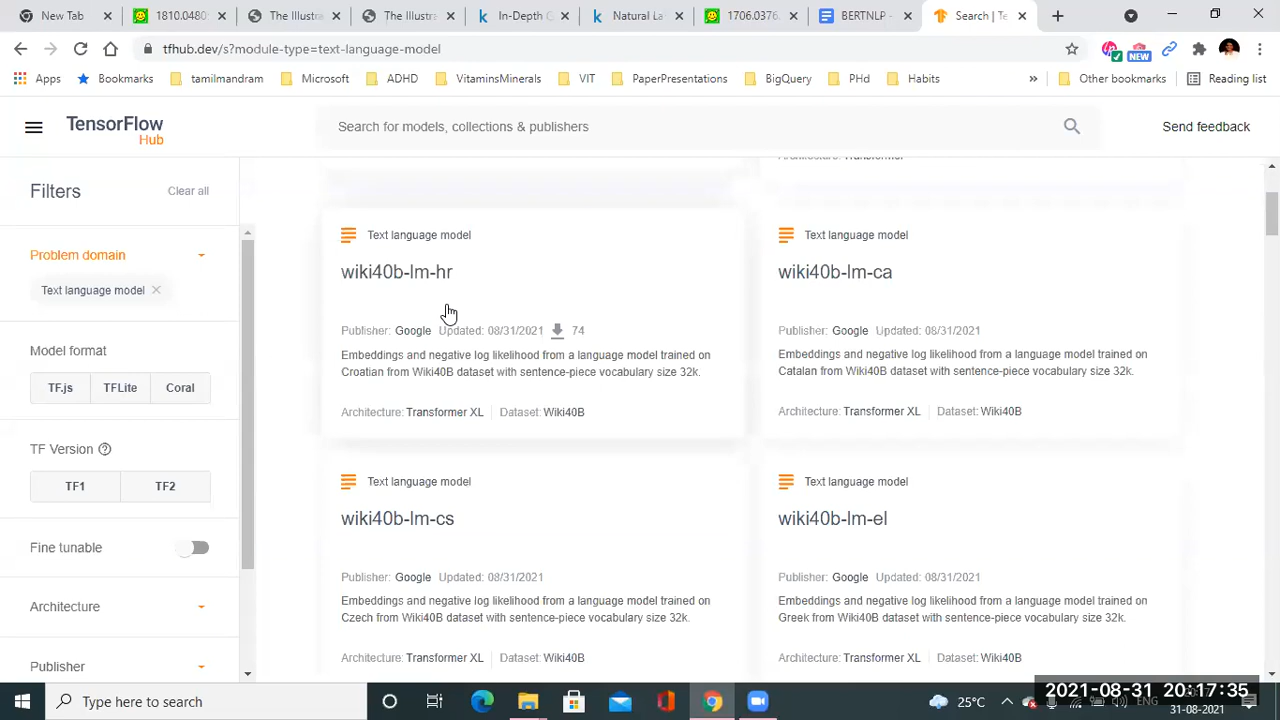 1810.0480
The Illustr
The Illustr
In-Depth G
Natural La
1706.0376
BERTNLP -
Search | Te
tfhub.dev/s?module-type=text-language-model
NEW
Apps
Bookmarks
tamilmandram
Microsoft
ADHD
VitaminsMinerals
VIT
PaperPresentations
BigQuery
PHd
Habits
»
Other bookmarks
Reading list
TensorFlow
Hub
Search for models, collections & publishers
Send feedback
Filters
Clear all
Problem domain
Text language model ×
Model format
TF.js
TFLite
Coral
TF Version
TF1
TF2
Fine tunable
Architecture
Publisher
Architecture: Transformer
Text language model
wiki40b-lm-hr
Publisher: Google Updated: 08/31/2021 74
Embeddings and negative log likelihood from a language model trained on
Croatian from Wiki40B dataset with sentence-piece vocabulary size 32k.
Architecture: Transformer XL Dataset: Wiki40B
Text language model
wiki40b-lm-ca
Publisher: Google Updated: 08/31/2021
Embeddings and negative log likelihood from a language model trained on
Catalan from Wiki40B dataset with sentence-piece vocabulary size 32k.
Architecture: Transformer XL Dataset: Wiki40B
Text language model
wiki40b-lm-cs
Publisher: Google Updated: 08/31/2021
Embeddings and negative log likelihood from a language model trained on
Czech from Wiki40B dataset with sentence-piece vocabulary size 32k.
Architecture: Transformer XL Dataset: Wiki40B
Text language model
wiki40b-lm-el
Publisher: Google Updated: 08/31/2021
Embeddings and negative log likelihood from a language model trained on
Greek from Wiki40B dataset with sentence-piece vocabulary size 32k.
Architecture: Transformer XL Dataset: Wiki40B
Type here to search
25°C
ENG
2021-08-31 20:17:35
31-08-2021